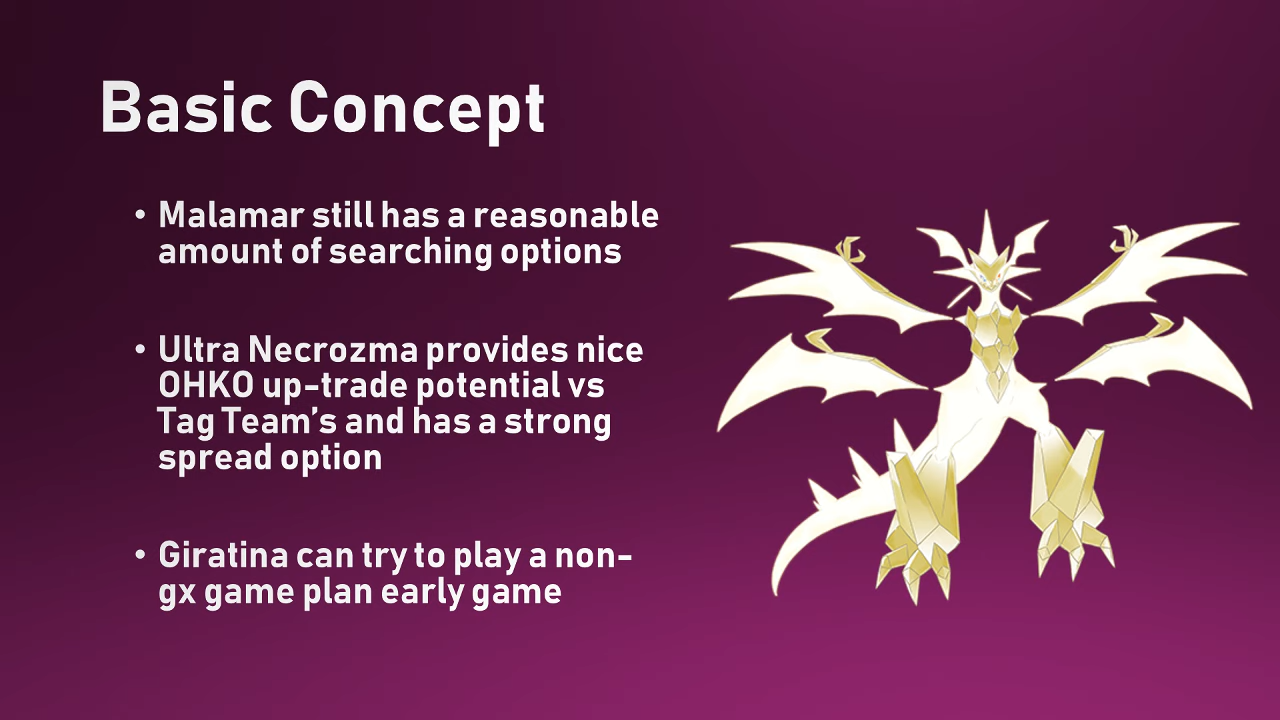 Basic Concept
• Malamar still has a reasonable
amount of searching options
• Ultra Necrozma provides nice
OHKO up-trade potential vs
Tag Team’s and has a strong
spread option
• Giratina can try to play a non-
gx game plan early game